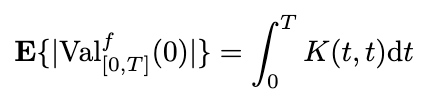 E{|Val^f_{[0,T]}(0)|} = ∫_0^T K(t,t)dt